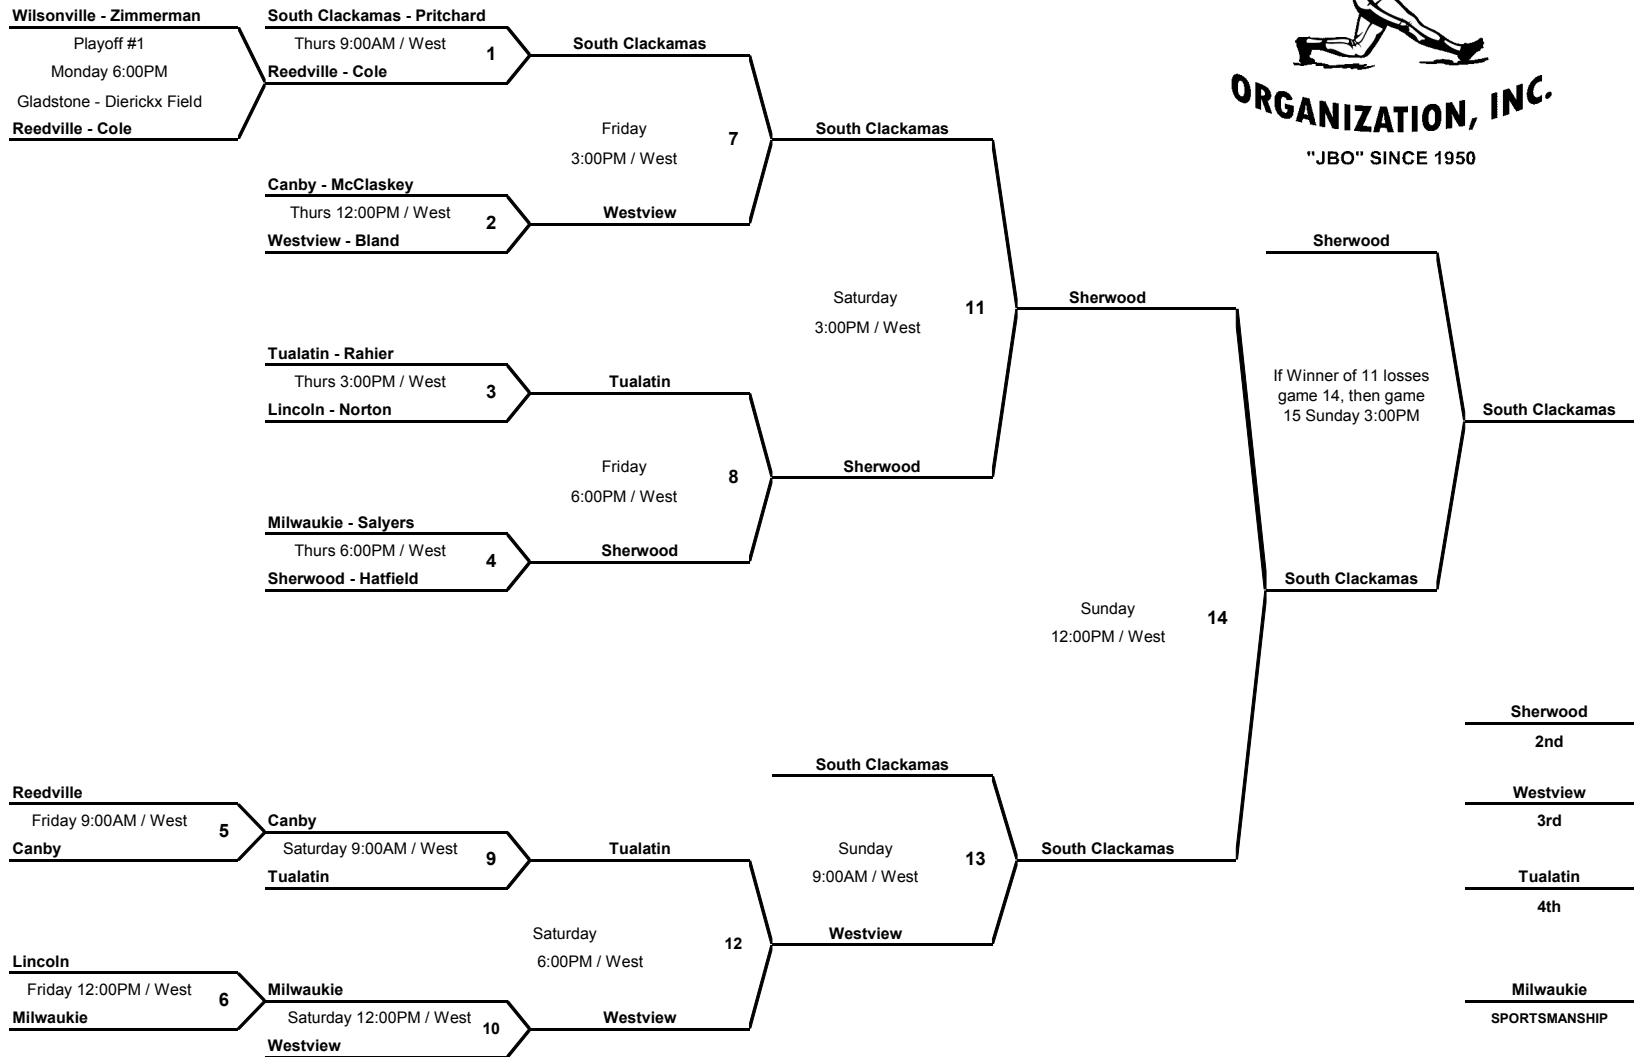 Wilsonville - Zimmerman
Playoff #1
Monday 6:00PM
Gladstone - Dierickx Field
Reedville - Cole
South Clackamas - Pritchard
Thurs 9:00AM / West
1
Reedville - Cole
Canby - McClaskey
Thurs 12:00PM / West
2
Westview - Bland
Tualatin - Rahier
Thurs 3:00PM / West
3
Lincoln - Norton
Milwaukie - Salyers
Thurs 6:00PM / West
4
Sherwood - Hatfield
South Clackamas
Friday
7
3:00PM / West
Westview
Tualatin
Friday
8
6:00PM / West
Sherwood
South Clackamas
Saturday
11
3:00PM / West
Sherwood
Sherwood
ORGANIZATION, INC.
"JBO" SINCE 1950
Sherwood
If Winner of 11 losses
game 14, then game
15 Sunday 3:00PM
South Clackamas
South Clackamas
Sunday
14
12:00PM / West
Reedville
Friday 9:00AM / West
5
Canby
Lincoln
Friday 12:00PM / West
6
Milwaukie
Canby
Saturday 9:00AM / West
9
Tualatin
Milwaukie
Saturday 12:00PM / West
10
Westview
Tualatin
Saturday
12
6:00PM / West
Westview
South Clackamas
Sunday
13
9:00AM / West
Westview
South Clackamas
Sherwood
2nd
Westview
3rd
Tualatin
4th
Milwaukie
SPORTSMANSHIP